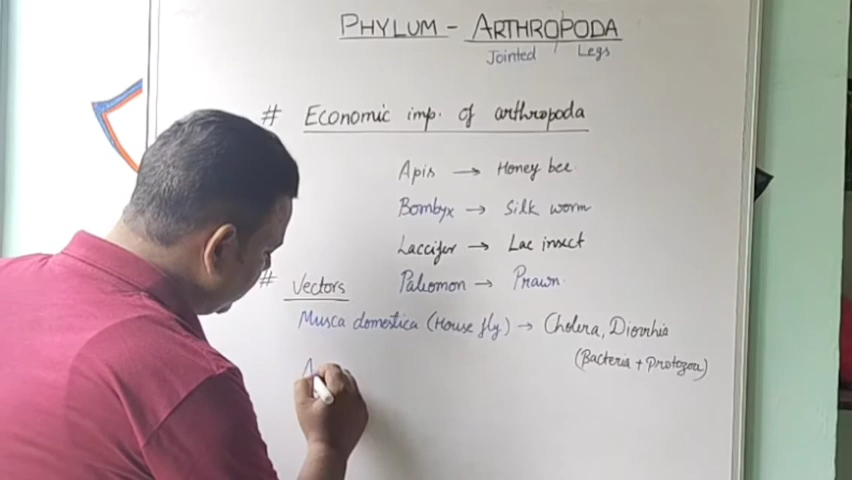 PHYLUM - ARTHROPODA
Jointed / Legs
# Economic imp. of arthropoda
Apis → Honey bee
Bombyx → Silk worm
Laccifer → Lac insect
Paleomon → Prawn.
# Vectors
Musca domestica (House fly) → Cholera, Diorrhia
(Bacteria + Protozoa)
A